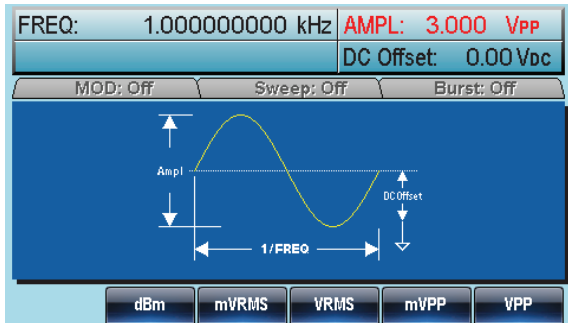 FREQ: 1.000000000 kHz AMPL: 3.000 VPP
DC Offset: 0.00 VDC
MOD: Off Sweep: Off Burst: Off
Ampl
DC Offset
1/FREQ
dBm mVRMS VRMS mVPP VPP